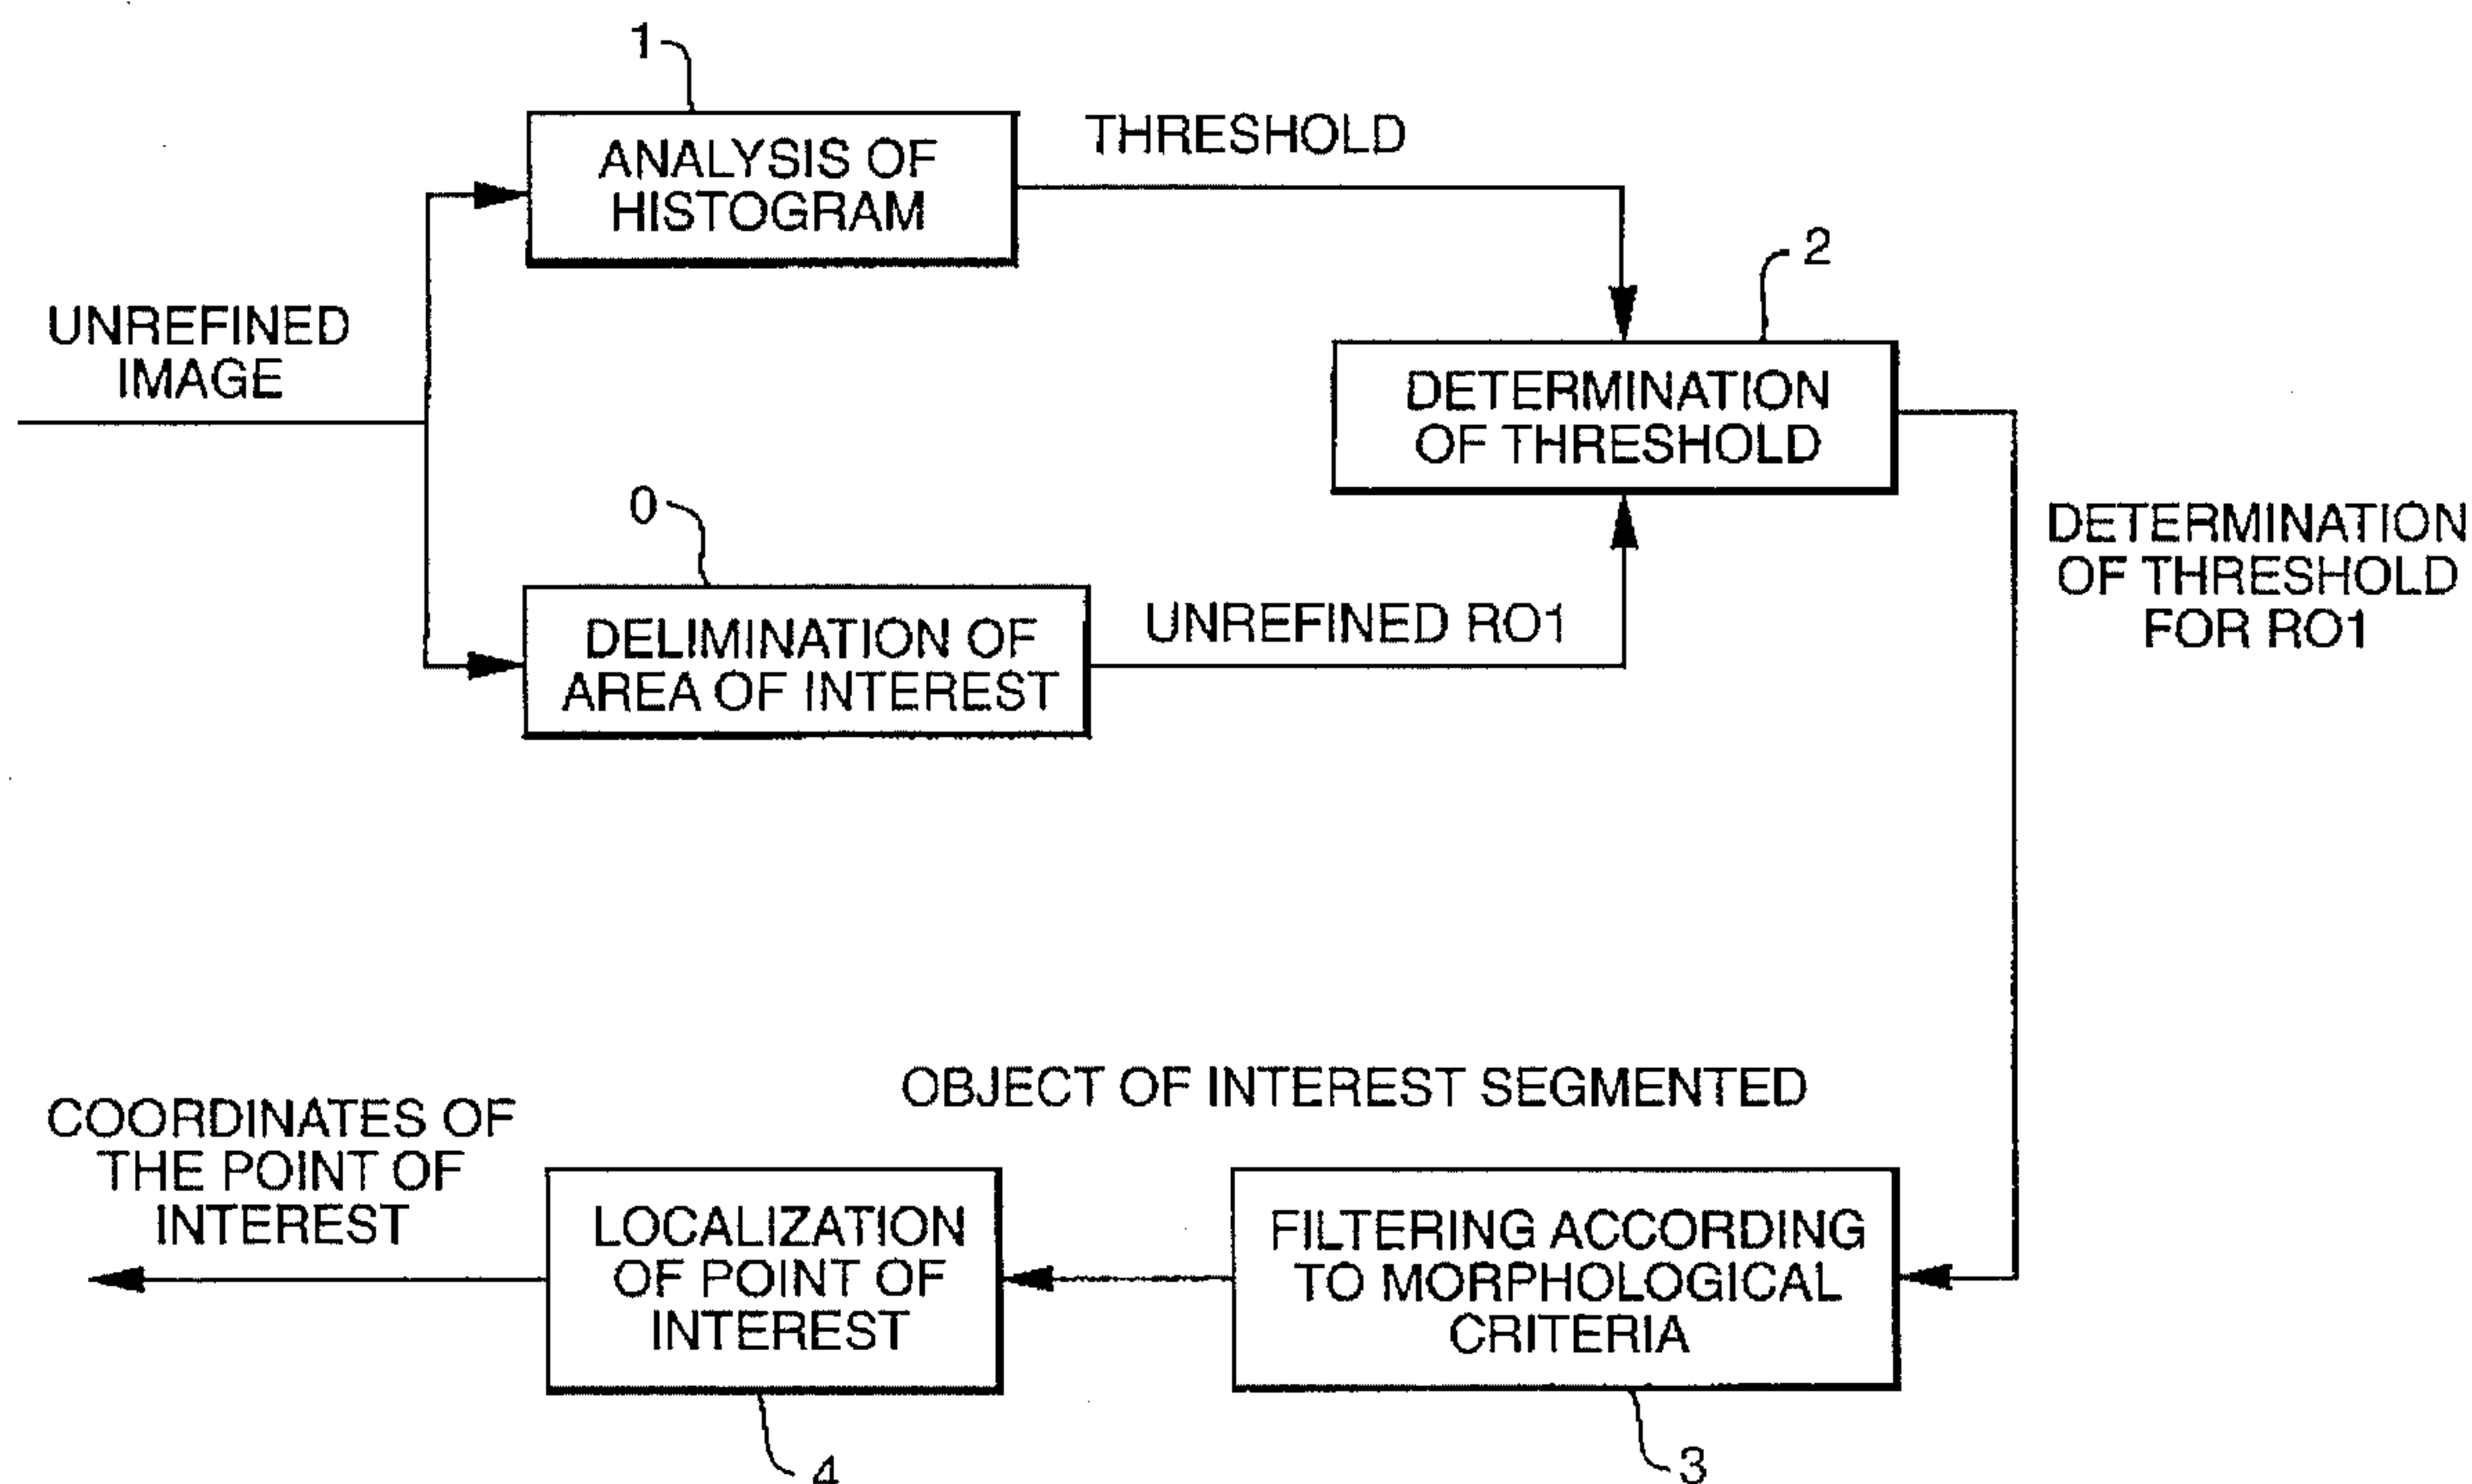 1
ANALYSIS OF
HISTOGRAM
THRESHOLD
2
UNREFINED
IMAGE
DETERMINATION
OF THRESHOLD
0
DELIMINATION OF
AREA OF INTEREST
UNREFINED RO1
DETERMINATION
OF THRESHOLD
FOR RO1
OBJECT OF INTEREST SEGMENTED
COORDINATES OF
THE POINT OF
INTEREST
LOCALIZATION
OF POINT OF
INTEREST
FILTERING ACCORDING
TO MORPHOLOGICAL
CRITERIA
4
3